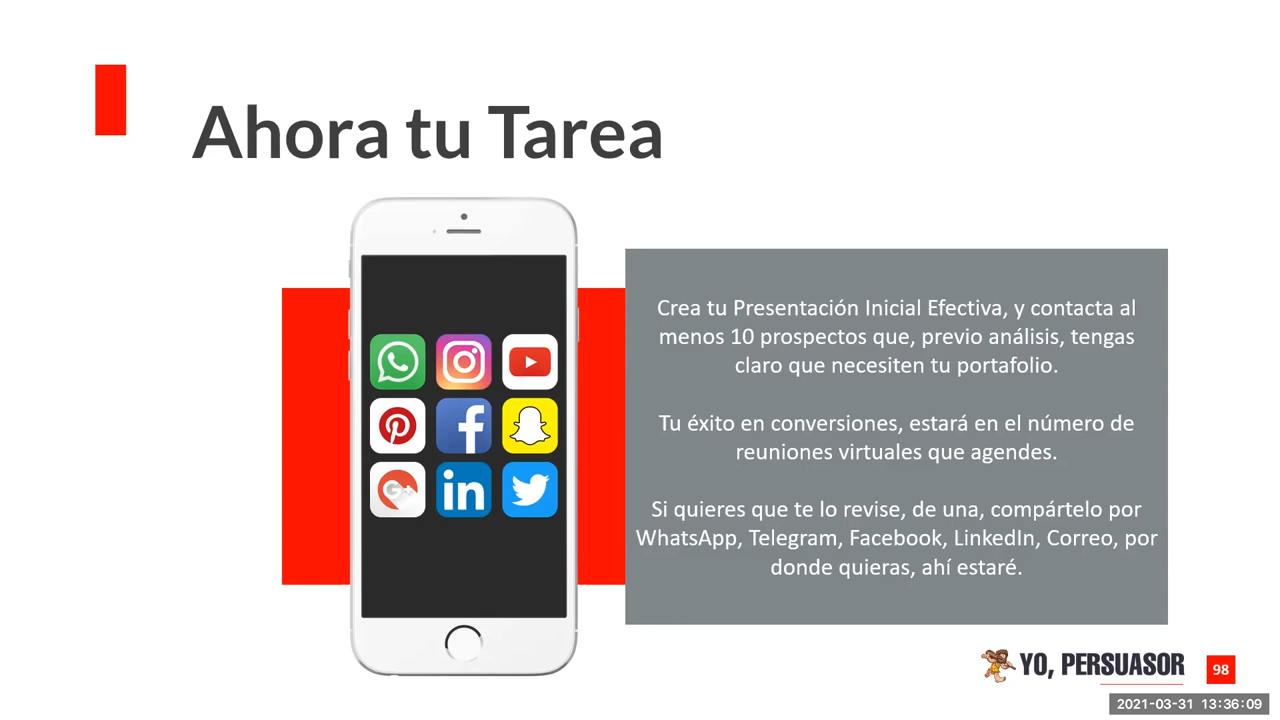 Ahora tu Tarea
Crea tu Presentación Inicial Efectiva, y contacta al
menos 10 prospectos que, previo análisis, tengas
claro que necesiten tu portafolio.
Tu éxito en conversiones, estará en el número de
reuniones virtuales que agendes.
Si quieres que te lo revise, de una, compártelo por
WhatsApp, Telegram, Facebook, LinkedIn, Correo, por
donde quieras, ahí estaré.
in
G+
YO, PERSUASOR
98
2021-03-31 13:36:09